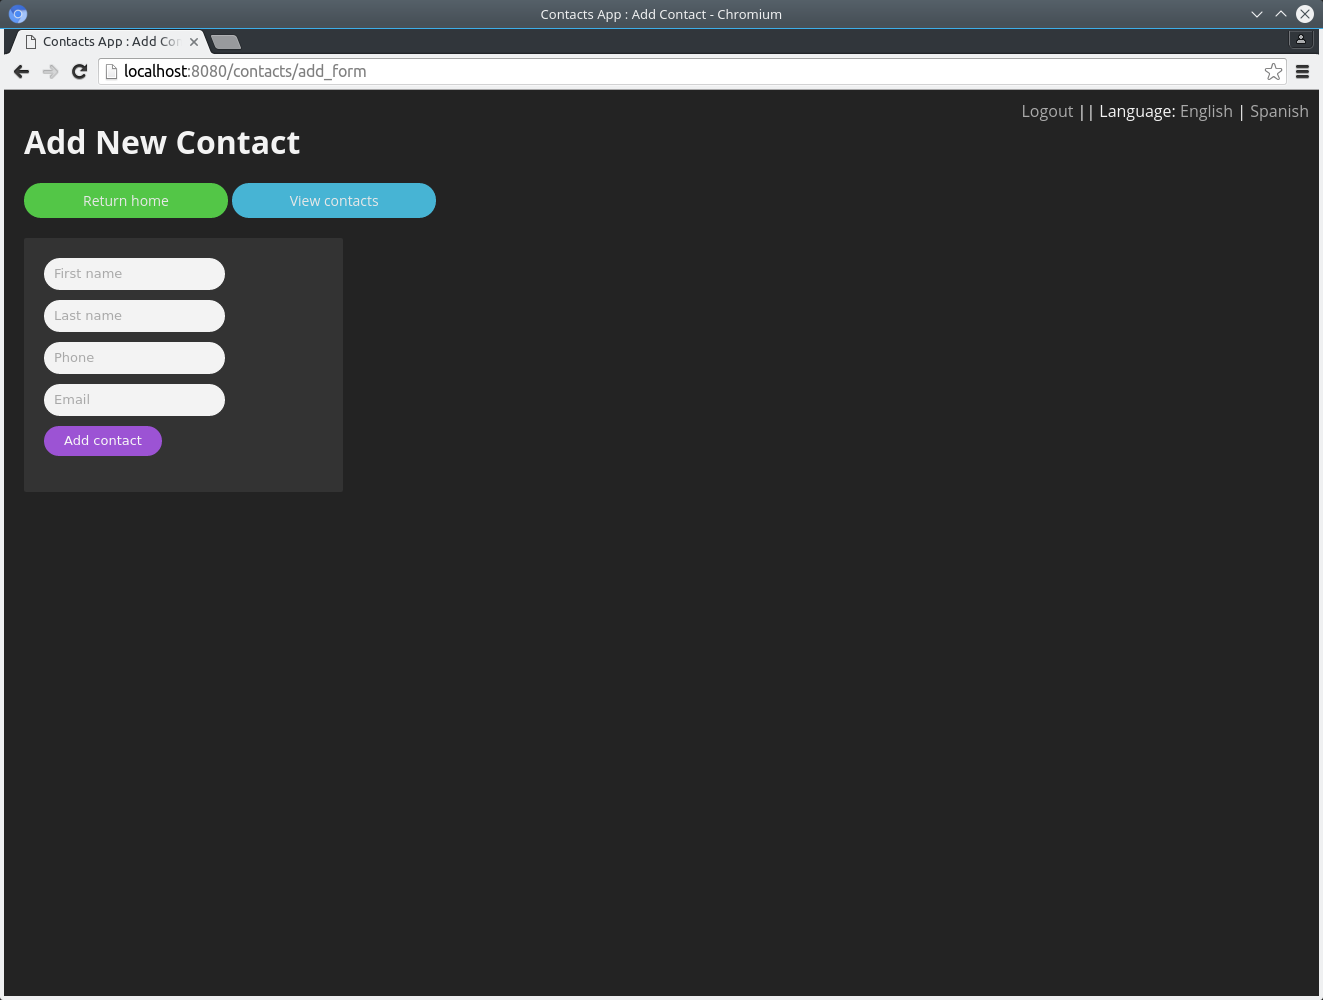 Contacts App : Add Contact - Chromium
Contacts App : Add Con
localhost:8080/contacts/add_form
Logout || Language: English | Spanish
Add New Contact
Return home View contacts
First name
Last name
Phone
Email
Add contact